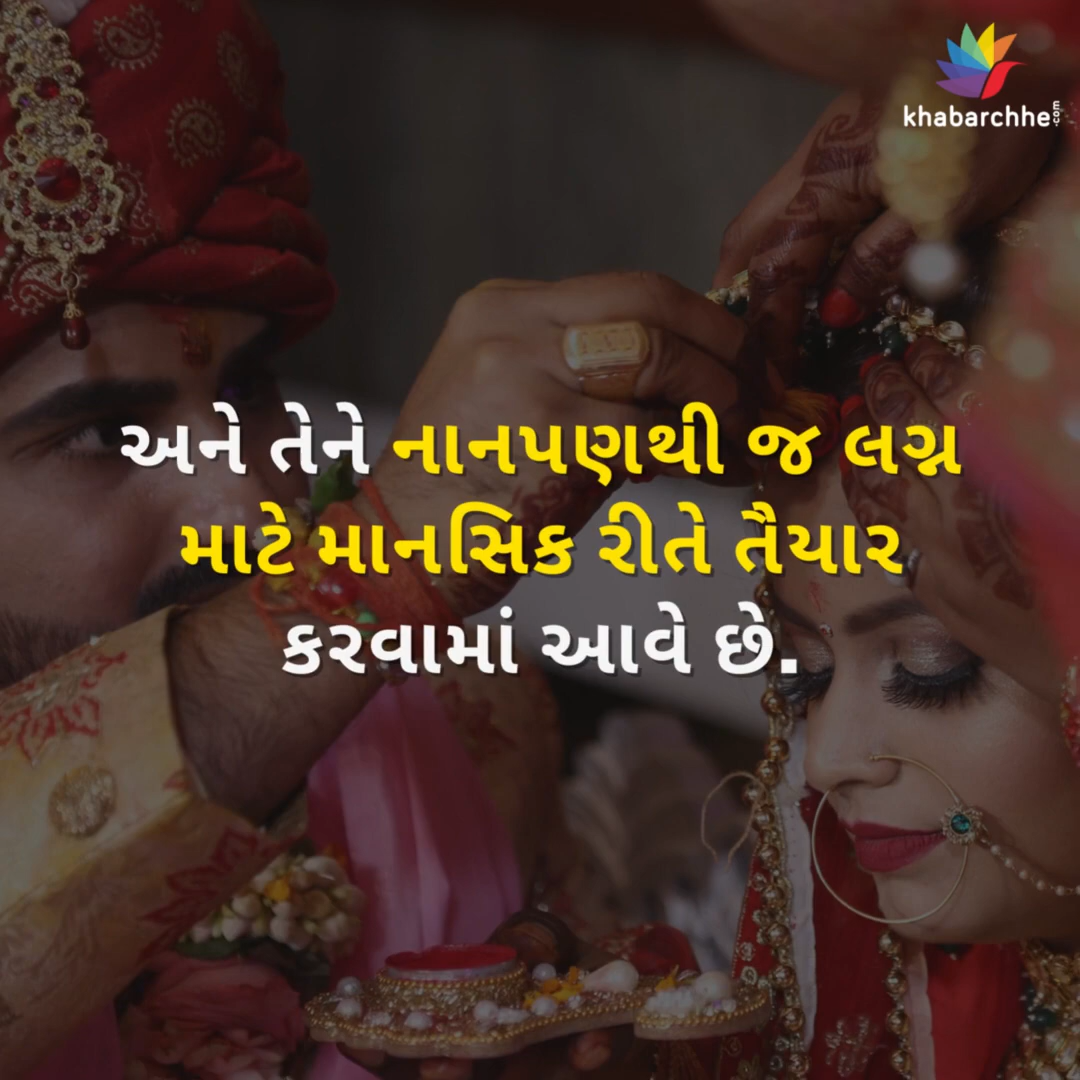 khabarchhe.com
અને તેને નાનપણથી જ લગ્ન
માટે માનસિક રીતે તૈયાર
કરવામાં આવે છે.